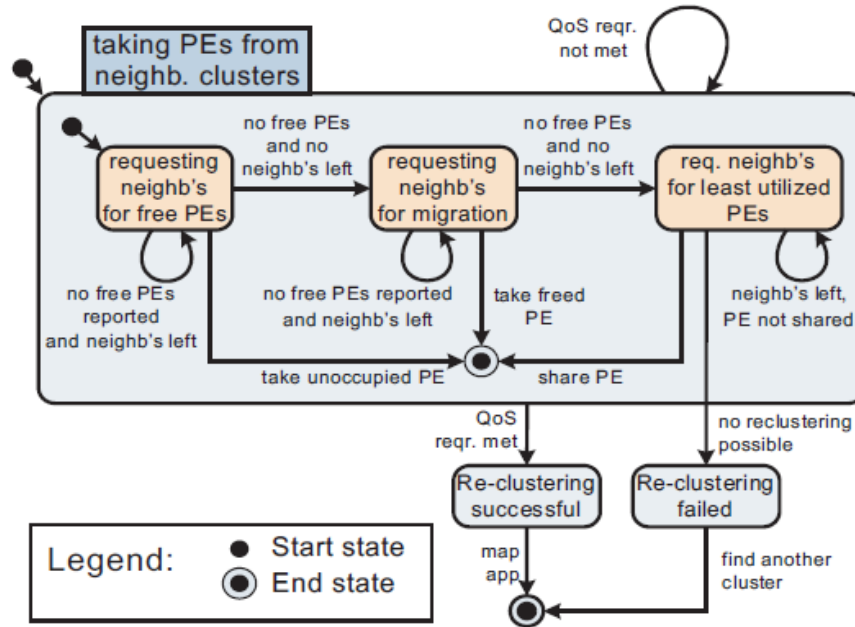 taking PEs from
neighb. clusters
QoS reqr.
not met
requesting
neighb's
for free PEs
no free PEs
and no
neighb's left
requesting
neighb's
for migration
no free PEs
and no
neighb's left
req. neighb's
for least utilized
PEs
no free PEs
reported
and neighb's left
no free PEs reported
and neighb's left
take freed
PE
neighb's left,
PE not shared
take unoccupied PE
share PE
QoS
reqr. met
no reclustering
possible
Re-clustering
successful
Re-clustering
failed
map
app
find another
cluster
Legend:
Start state
End state